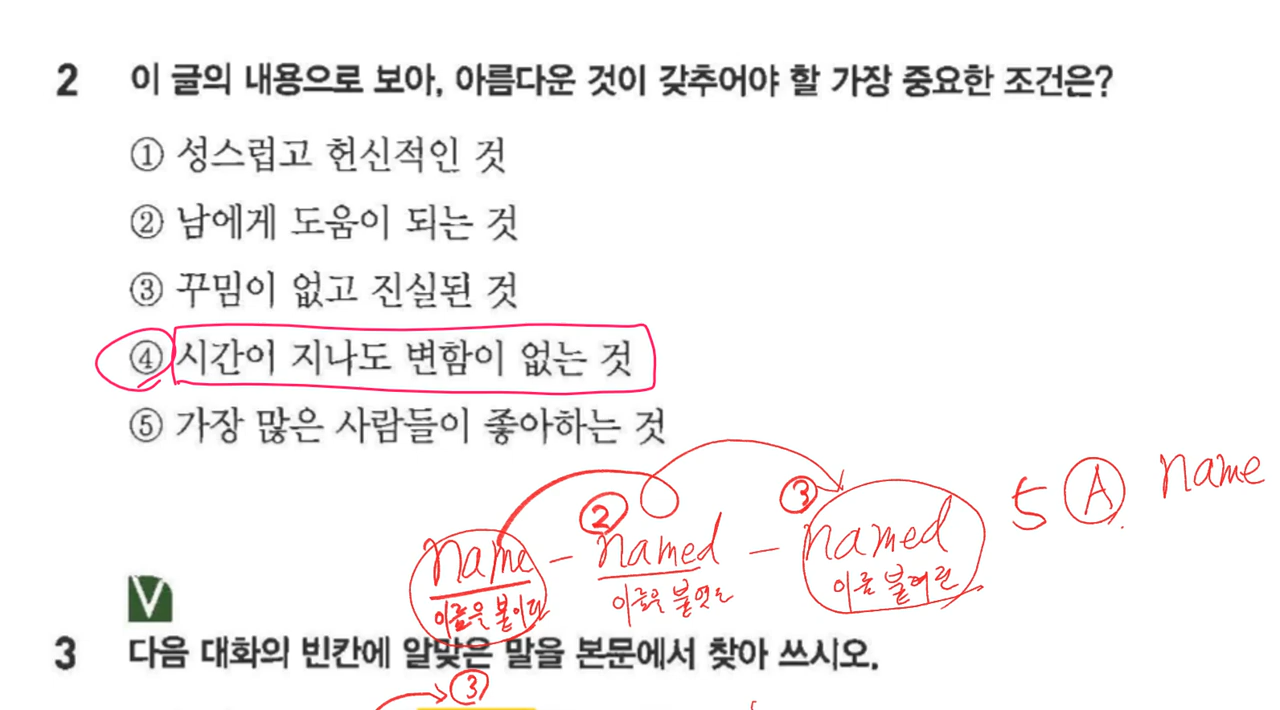 2 이 글의 내용으로 보아, 아름다운 것이 갖추어야 할 가장 중요한 조건은?
① 성스럽고 헌신적인 것
② 남에게 도움이 되는 것
③ 꾸밈이 없고 진실된 것
④ 시간이 지나도 변함이 없는 것
⑤ 가장 많은 사람들이 좋아하는 것
② ③ 5 Ⓐ name
name - named - named
이름을 붙이다 이름을 붙였다 이름 붙여진
V
3 다음 대화의 빈칸에 알맞은 말을 본문에서 찾아 쓰시오.
③